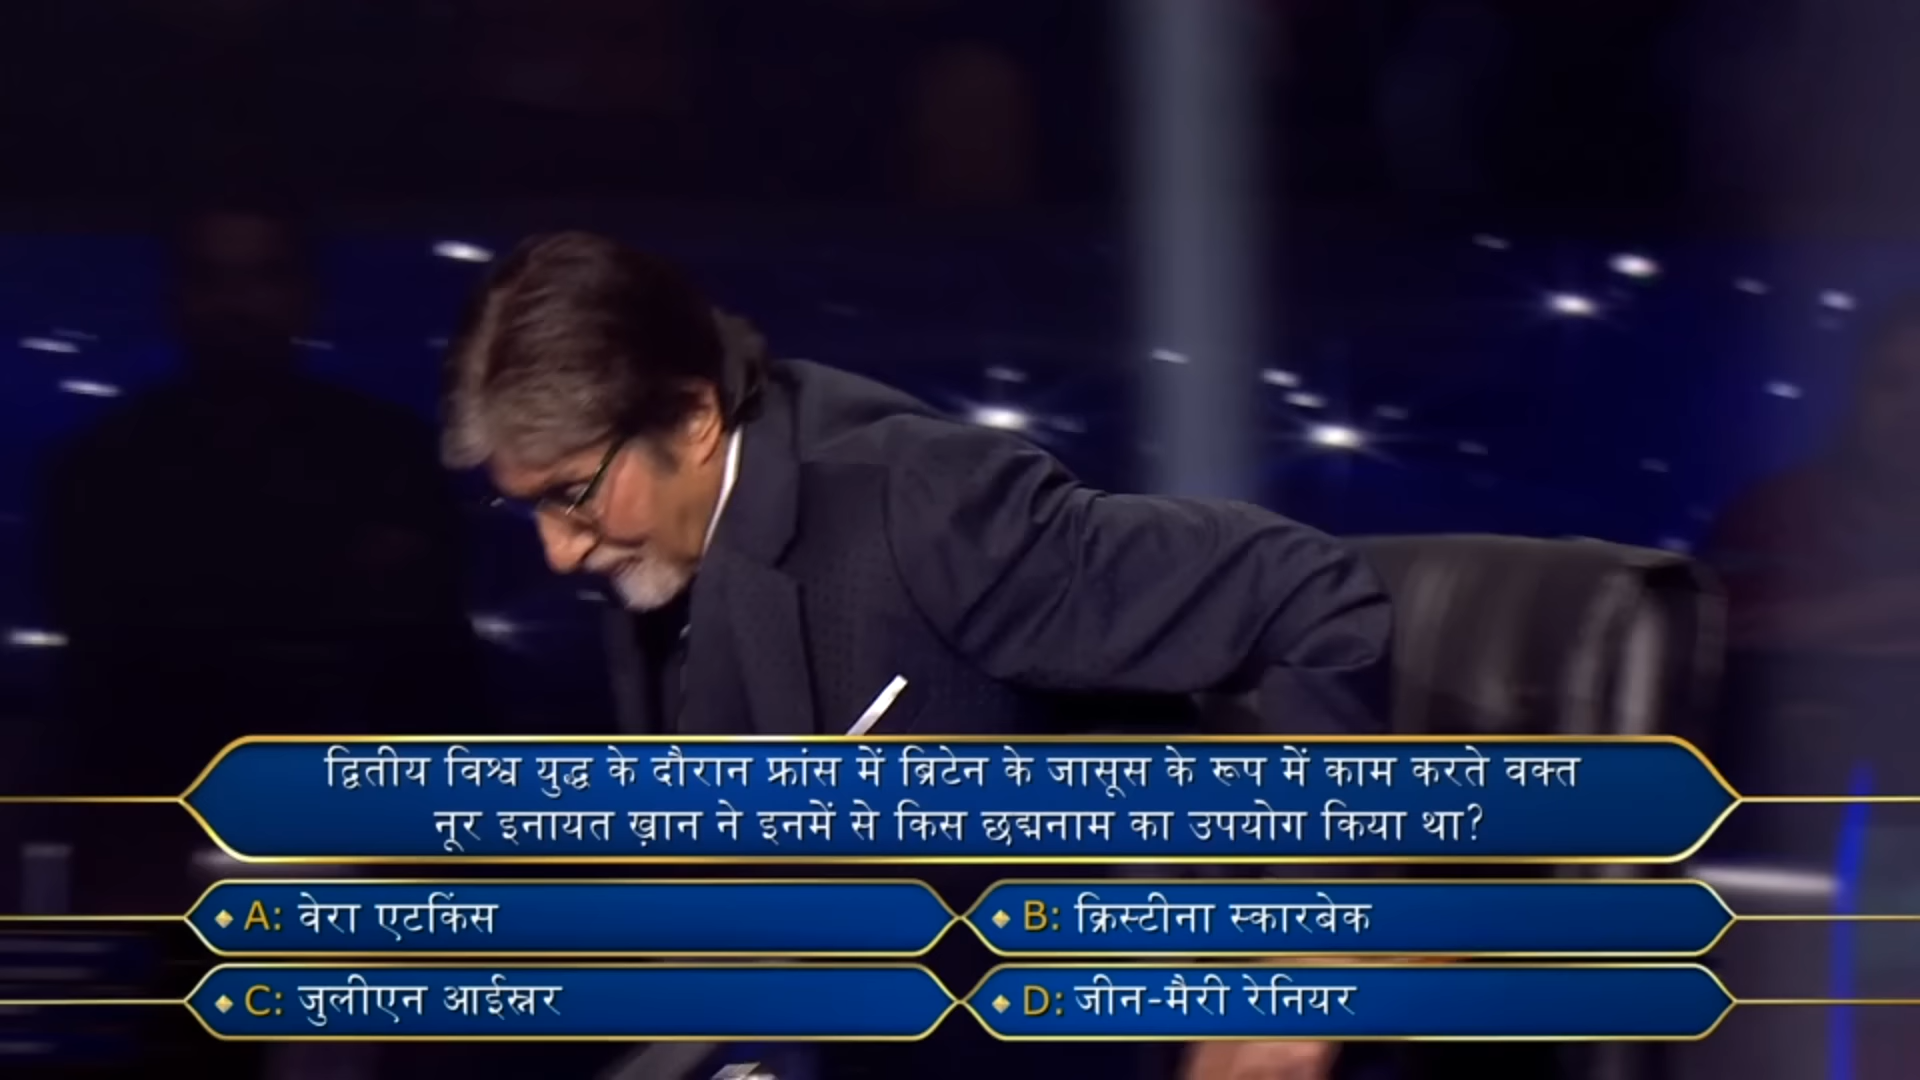 द्वितीय विश्व युद्ध के दौरान फ्रांस में ब्रिटेन के जासूस के रूप में काम करते वक्त
नूर इनायत ख़ान ने इनमें से किस छद्मनाम का उपयोग किया था?
A: वेरा एटकिंस
B: क्रिस्टीना स्कारबेक
C: जुलीएन आईस्नर
D: जीन-मैरी रेनियर